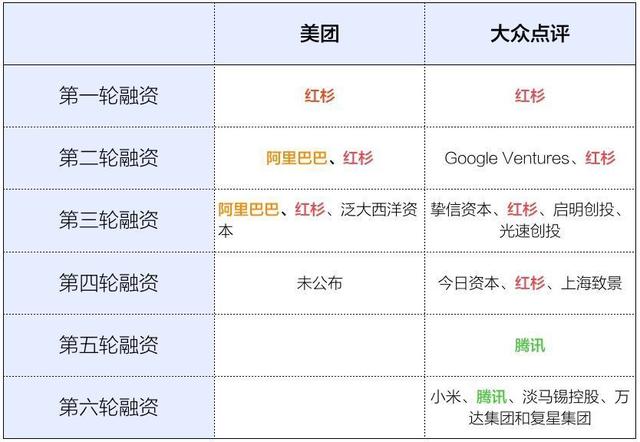 美团 大众点评
第一轮融资 红杉 红杉
第二轮融资 阿里巴巴、红杉 Google Ventures、红杉
第三轮融资 阿里巴巴、红杉、泛大西洋资
本 挚信资本、红杉、启明创投、
光速创投
第四轮融资 未公布 今日资本、红杉、上海致景
第五轮融资 腾讯
第六轮融资 小米、腾讯、淡马锡控股、万
达集团和复星集团